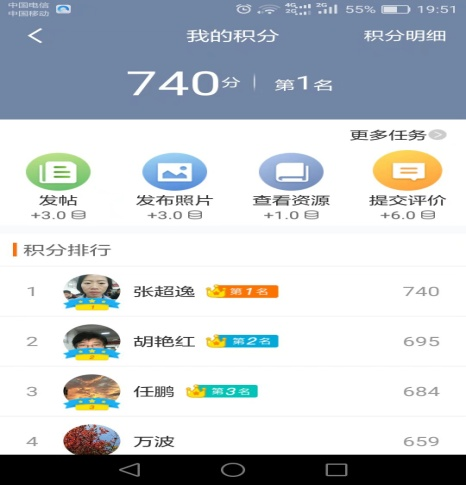 中国电信
中国移动
4G 2G 2G 55% 19:51
我的积分 积分明细
740分 第1名
更多任务
发帖 发布照片 查看资源 提交评价
+3.0 +3.0 +1.0 +6.0
积分排行
1 张超逸 第1名 740
2 胡艳红 第2名 695
3 任鹏 第3名 684
4 万波 659